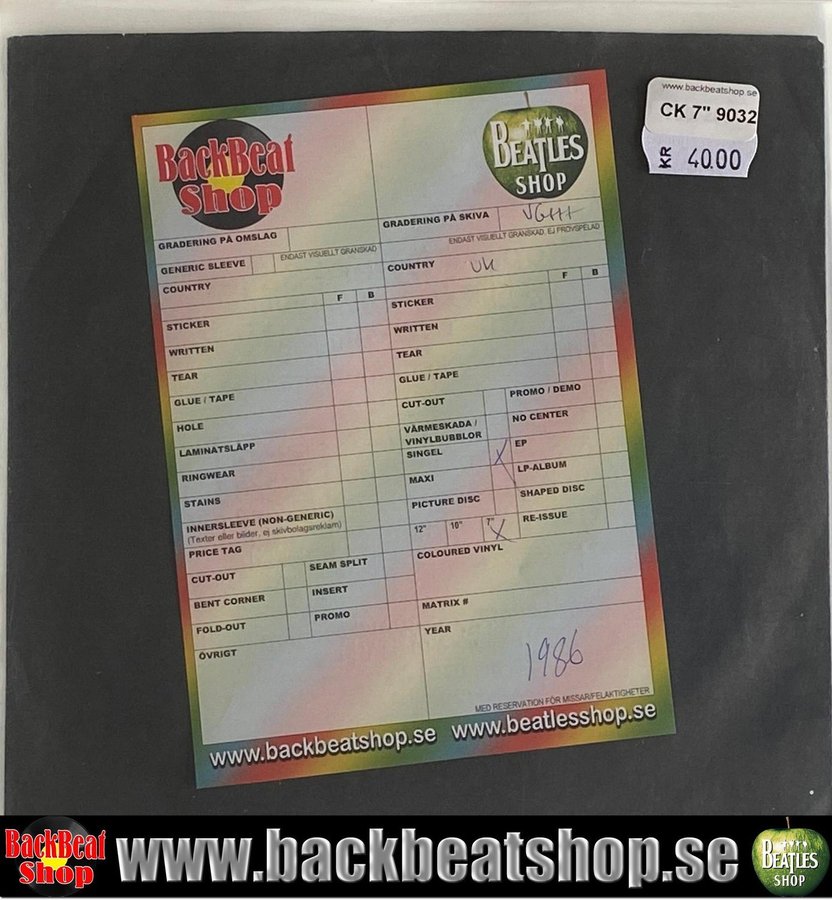 www.backbeatshop.se
CK 7" 9032
KR 40.00
BackBeat
Shop
BEATLES
SHOP
GRADERING PÅ OMSLAG
GRADERING PÅ SKIVA
ENDAST VISUELLT GRANSKAD
ENDAST VISUELLT GRANSKAD, EJ PROVSPELAD
GENERIC SLEEVE
COUNTRY
COUNTRY UK
F B
F B
STICKER
WRITTEN
TEAR
GLUE / TAPE
HOLE
LAMINATSLÄPP
RINGWEAR
STAINS
INNERSLEEVE (NON-GENERIC)
(Texter eller bilder, ej skivbolagsreklam)
PRICE TAG
CUT-OUT
SEAM SPLIT
BENT CORNER
INSERT
FOLD-OUT
PROMO
ÖVRIGT
STICKER
WRITTEN
TEAR
GLUE / TAPE
CUT-OUT
PROMO / DEMO
VÄRMESKADA /
VINYLBUBBLOR
NO CENTER
SINGEL X
EP
MAXI
LP-ALBUM
PICTURE DISC
SHAPED DISC
12" 10" 7" X
RE-ISSUE
COLOURED VINYL
MATRIX #
YEAR
1986
MED RESERVATION FÖR MISSAR/FELAKTIGHETER
www.backbeatshop.se www.beatlesshop.se
BackBeat
Shop
www.backbeatshop.se
BEATLES
SHOP